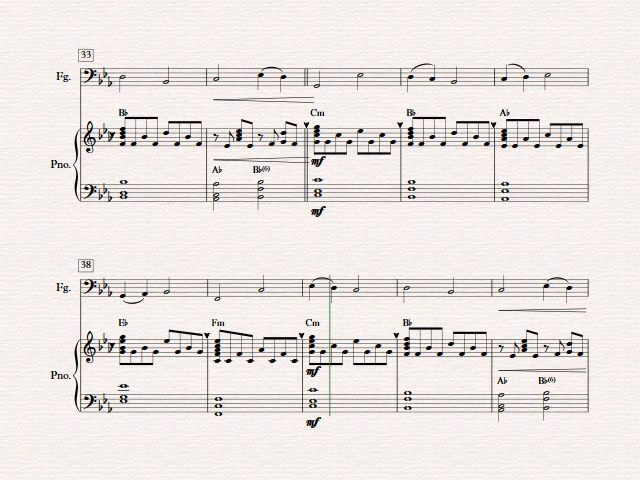 33
Fg.
B♭ Cm B♭ A♭
Pno.
mf
A♭ B♭(6)
mf
38
Fg.
E♭ Fm Cm B♭
Pno.
mf
A♭ B♭(6)
mf